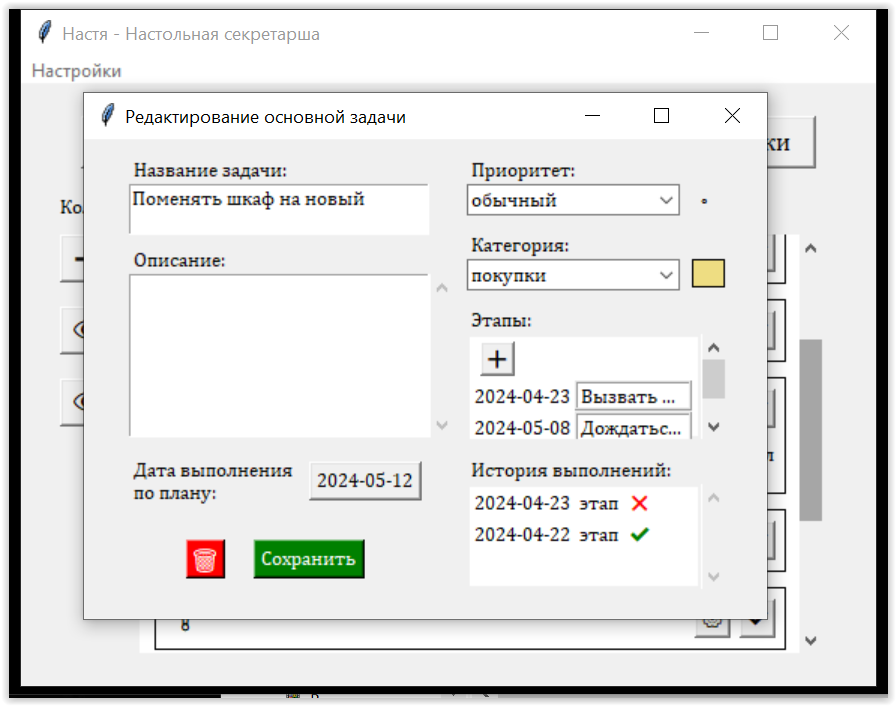 Настя - Настольная секретарша
Настройки
Редактирование основной задачи
Название задачи:
Поменять шкаф на новый
Описание:
Дата выполнения
по плану:
2024-05-12
Сохранить
Приоритет:
обычный
Категория:
покупки
Этапы:
+
2024-04-23 Вызвать ...
2024-05-08 Дождатьс...
История выполнений:
2024-04-23 этап ❌
2024-04-22 этап ✔
8